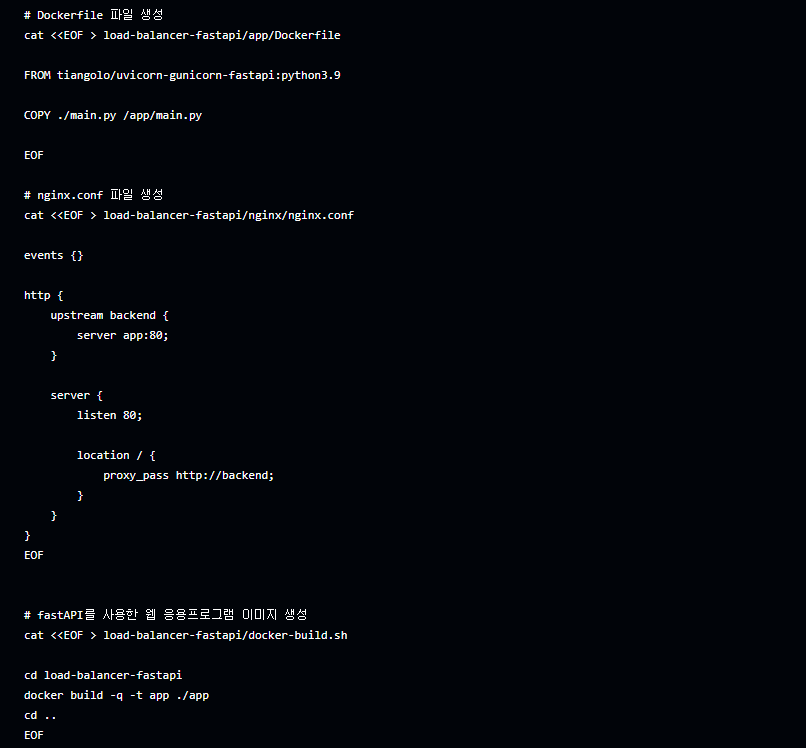 # Dockerfile 파일 생성
cat <<EOF > load-balancer-fastapi/app/Dockerfile
FROM tiangolo/uvicorn-gunicorn-fastapi:python3.9
COPY ./main.py /app/main.py
EOF
# nginx.conf 파일 생성
cat <<EOF > load-balancer-fastapi/nginx/nginx.conf
events {}
http {
    upstream backend {
        server app:80;
    }
    server {
        listen 80;
        location / {
            proxy_pass http://backend;
        }
    }
}
EOF
# fastAPI를 사용한 웹 응용프로그램 이미지 생성
cat <<EOF > load-balancer-fastapi/docker-build.sh
cd load-balancer-fastapi
docker build -q -t app ./app
cd ..
EOF